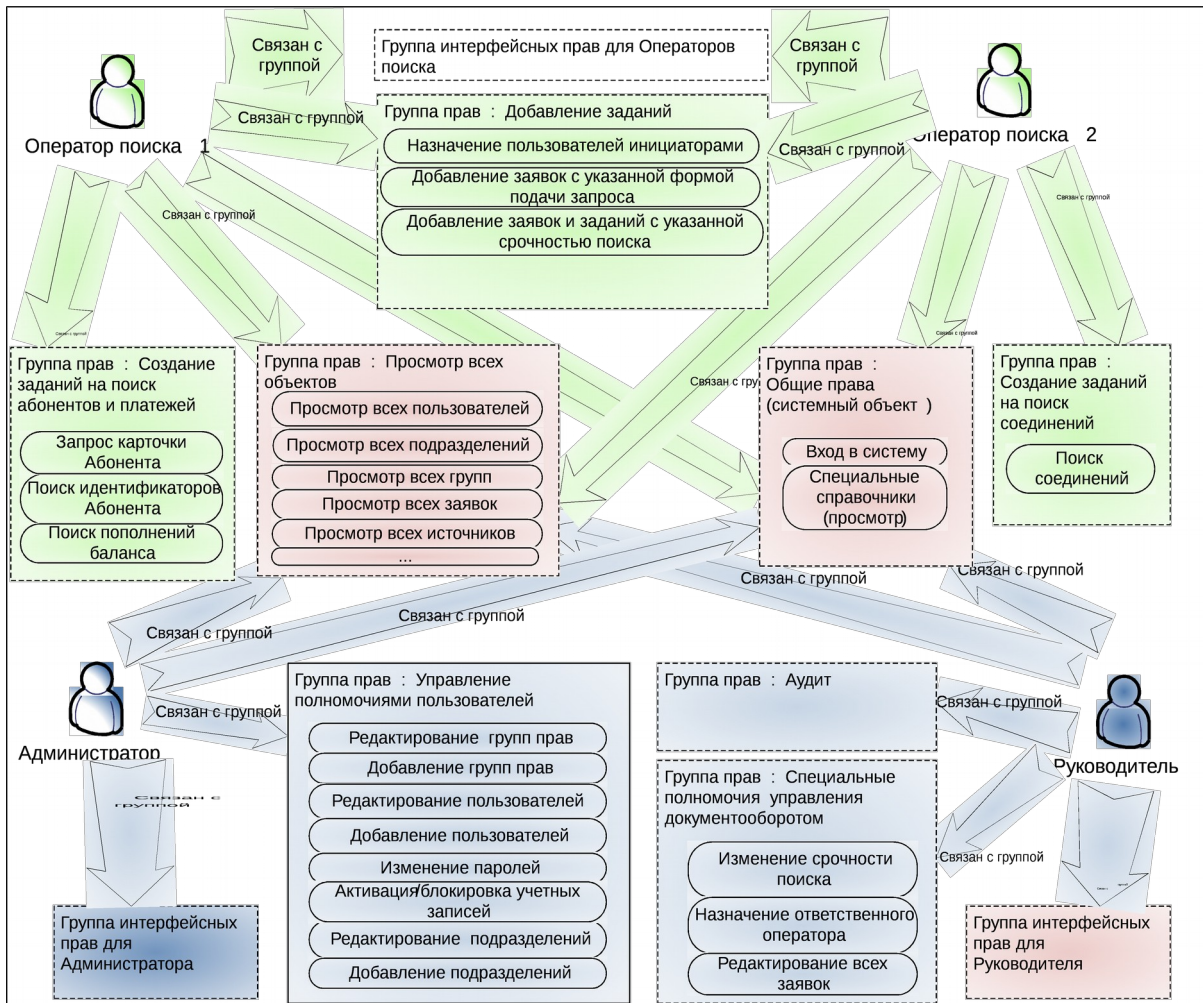 Связан с
группой
Группа интерфейсных прав для Операторов
поиска
Связан с
группой
Оператор поиска 1
Связан с группой
Группа прав : Добавление заданий
Назначение пользователей инициаторами
Добавление заявок с указанной формой
подачи запроса
Добавление заявок и заданий с указанной
срочностью поиска
Связан с группой
Оператор поиска 2
Связан с группой
Связан с группой
Связан с группой
Связан с группой
Связан с гру
Группа прав : Создание
заданий на поиск
абонентов и платежей
Запрос карточки
Абонента
Поиск идентификаторов
Абонента
Поиск пополнений
баланса
Группа прав : Просмотр всех
объектов
Просмотр всех пользователей
Просмотр всех подразделений
Просмотр всех групп
Просмотр всех заявок
Просмотр всех источников
...
Группа прав :
Общие права
(системный объект )
Вход в систему
Специальные
справочники
(просмотр)
Группа прав :
Создание заданий
на поиск
соединений
Поиск
соединений
Связан с группой
Связан с группой
Связан с группой
Связан с группой
Администратор
Связан с группой
Связан с
группой
Группа прав : Управление
полномочиями пользователей
Редактирование групп прав
Добавление групп прав
Редактирование пользователей
Добавление пользователей
Изменение паролей
Активация/блокировка учетных
записей
Редактирование подразделений
Добавление подразделений
Группа прав : Аудит
Связан с группой
Руководитель
Группа прав : Специальные
полномочия управления
документооборотом
Изменение срочности
поиска
Назначение ответственного
оператора
Редактирование всех
заявок
Связан с группой
Группа интерфейсных
прав для
Администратора
Группа интерфейсных
прав для
Руководителя